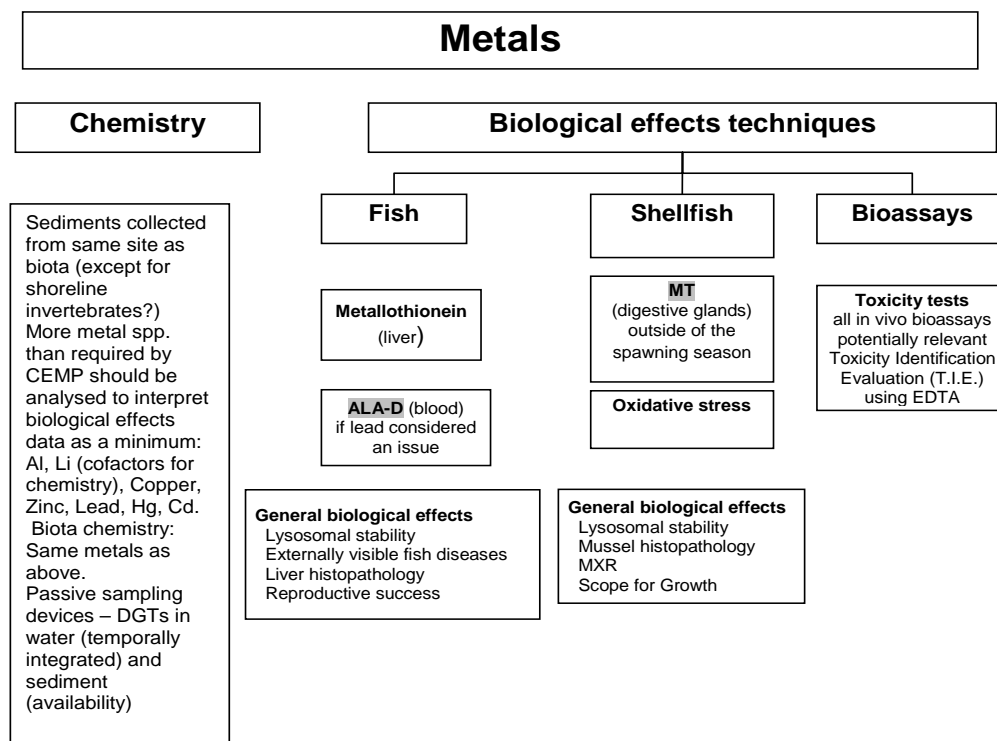 Metals
Chemistry
Biological effects techniques
Sediments collected
from same site as
biota (except for
shoreline
invertebrates?)
More metal spp.
than required by
CEMP should be
analysed to interpret
biological effects
data as a minimum:
Al, Li (cofactors for
chemistry), Copper,
Zinc, Lead, Hg, Cd.
Biota chemistry:
Same metals as
above.
Passive sampling
devices – DGTs in
water (temporally
integrated) and
sediment
(availability)
Fish
Metallothionein
(liver)
ALA-D (blood)
if lead considered
an issue
General biological effects
Lysosomal stability
Externally visible fish diseases
Liver histopathology
Reproductive success
Shellfish
MT
(digestive glands)
outside of the
spawning season
Oxidative stress
General biological effects
Lysosomal stability
Mussel histopathology
MXR
Scope for Growth
Bioassays
Toxicity tests
all in vivo bioassays
potentially relevant
Toxicity Identification
Evaluation (T.I.E.)
using EDTA